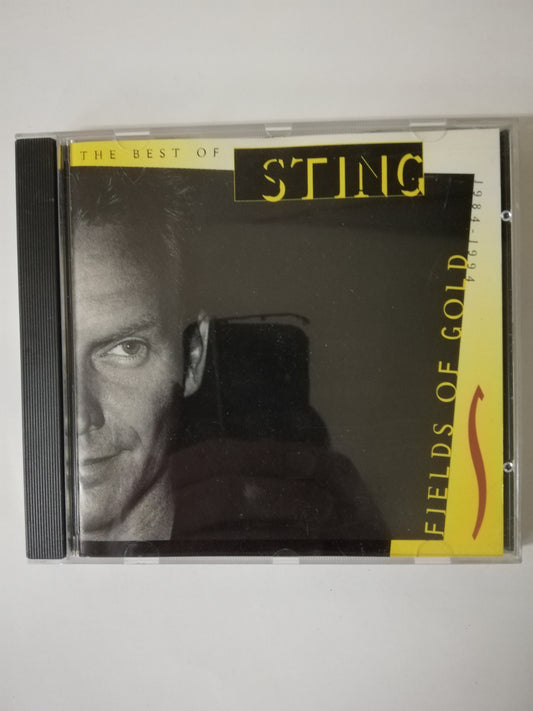 THE BEST OF
STING
1984-1994
FIELDS OF GOLD